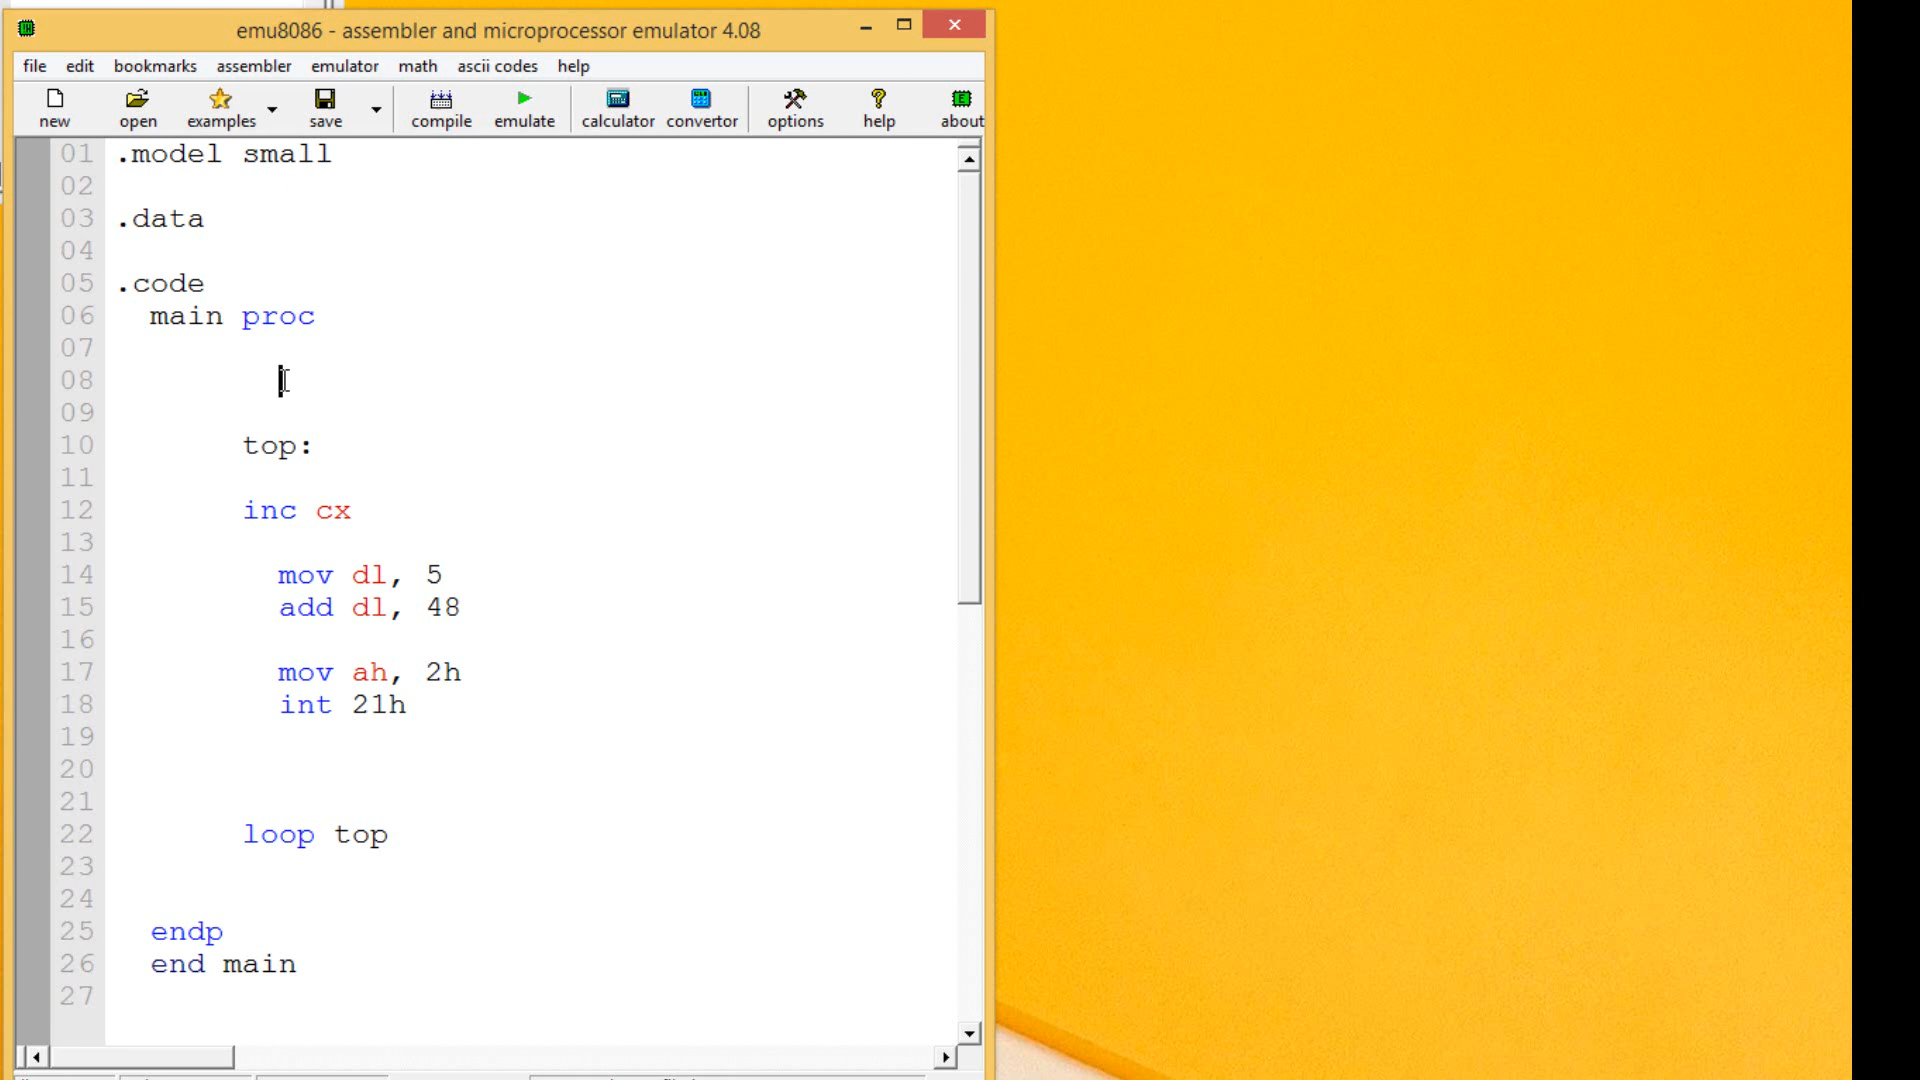 emu8086 - assembler and microprocessor emulator 4.08
file edit bookmarks assembler emulator math ascii codes help
new open examples save compile emulate calculator convertor options help about
01 .model small
02
03 .data
04
05 .code
06 main proc
07
08
09
10 top:
11
12 inc cx
13
14 mov dl, 5
15 add dl, 48
16
17 mov ah, 2h
18 int 21h
19
20
21
22 loop top
23
24
25 endp
26 end main
27